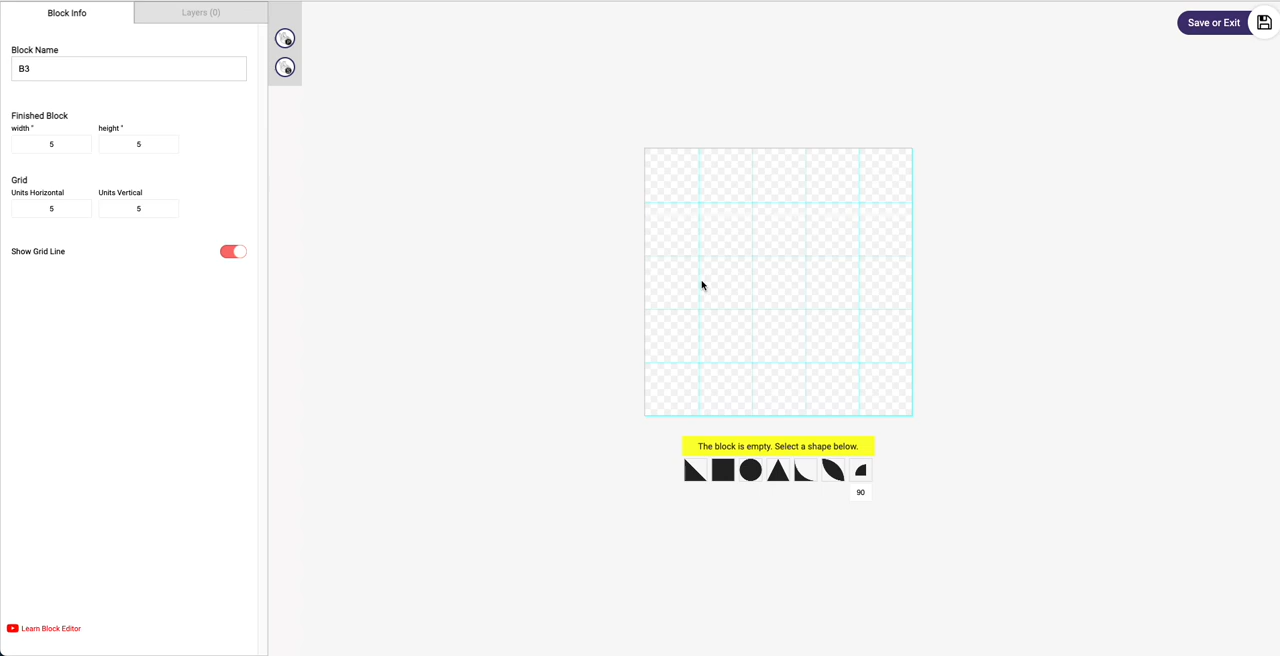 Block Info
Layers (0)
Save or Exit
Block Name
B3
Finished Block
width "
height "
5
5
Grid
Units Horizontal
Units Vertical
5
5
Show Grid Line
The block is empty. Select a shape below.
90
Learn Block Editor